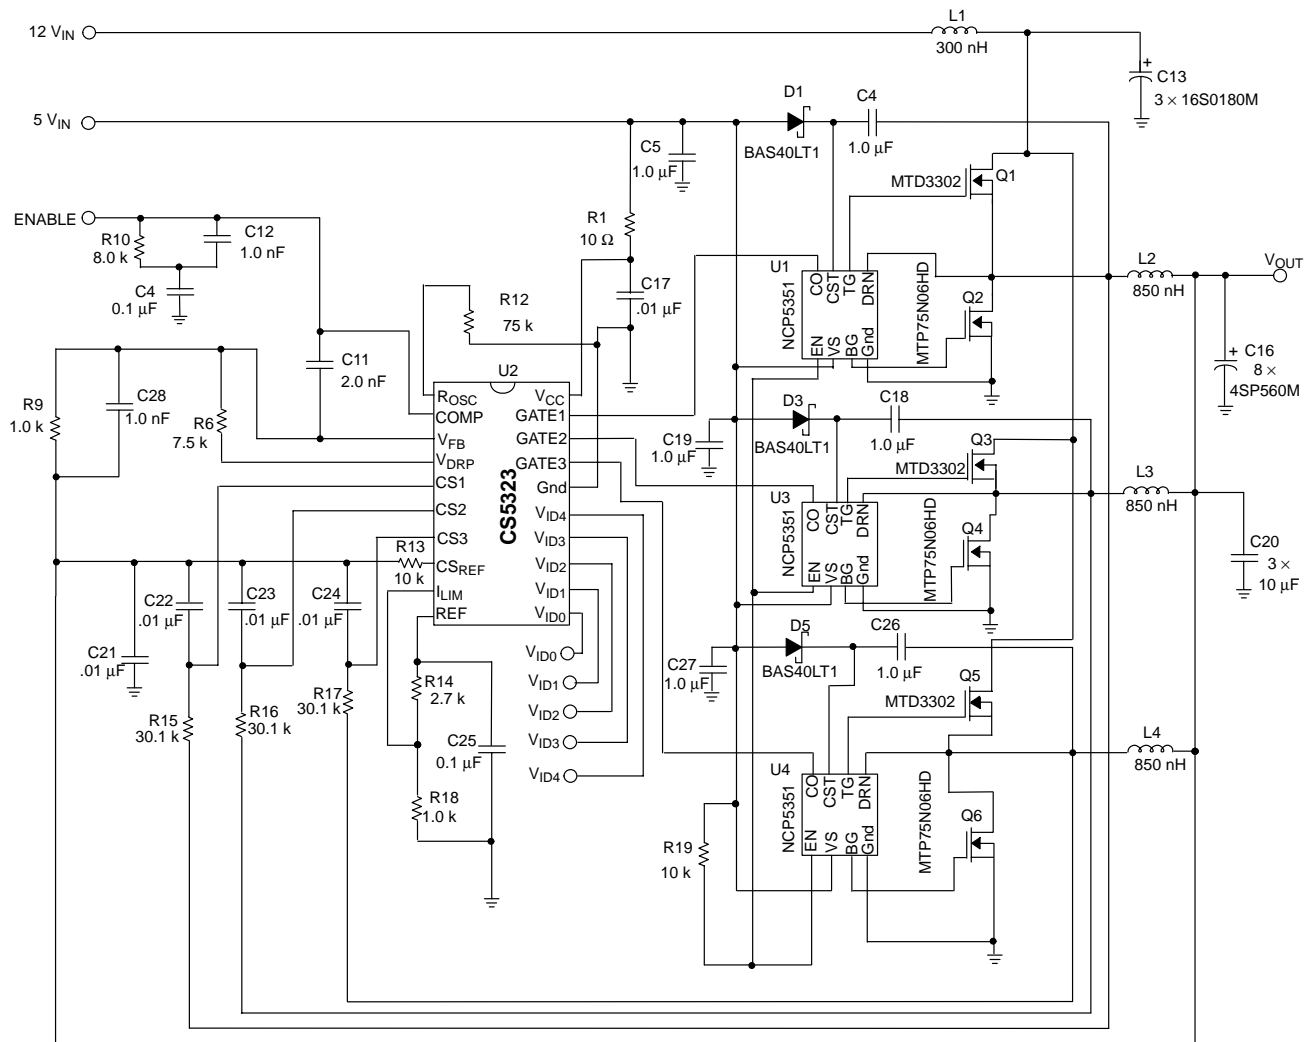 L1
12 VIN
300 nH
+
C13
3 × 16S0180M
D1
C4
5 VIN
C5
1.0 μF
BAS40LT1
1.0 μF
MTD3302
Q1
ENABLE
R10
8.0 k
C12
1.0 nF
R1
10 Ω
C4
0.1 μF
C17
.01 μF
U1
NCP5351
CO
CST
TG
DRN
EN
VS
BG
Gnd
MTP75N06HD
Q2
L2
850 nH
VOUT
R12
75 k
+
C16
8 ×
4SP560M
R9
1.0 k
C28
1.0 nF
R6
7.5 k
C11
2.0 nF
U2
CS5323
ROSC
COMP
VFB
VDRP
CS1
CS2
CS3
CSREF
ILIM
REF
VCC
GATE1
GATE2
GATE3
Gnd
VID4
VID3
VID2
VID1
VID0
D3
C18
C19
1.0 μF
BAS40LT1
1.0 μF
Q3
MTD3302
U3
NCP5351
CO
CST
TG
DRN
EN
VS
BG
Gnd
MTP75N06HD
Q4
L3
850 nH
C20
3 ×
10 μF
R13
10 k
C22
.01 μF
C23
.01 μF
C24
.01 μF
C21
.01 μF
VID0
VID1
VID2
VID3
VID4
D5
C26
C27
1.0 μF
BAS40LT1
1.0 μF
Q5
MTD3302
R15
30.1 k
R16
30.1 k
R17
30.1 k
R14
2.7 k
C25
0.1 μF
R18
1.0 k
U4
NCP5351
CO
CST
TG
DRN
EN
VS
BG
Gnd
MTP75N06HD
Q6
L4
850 nH
R19
10 k